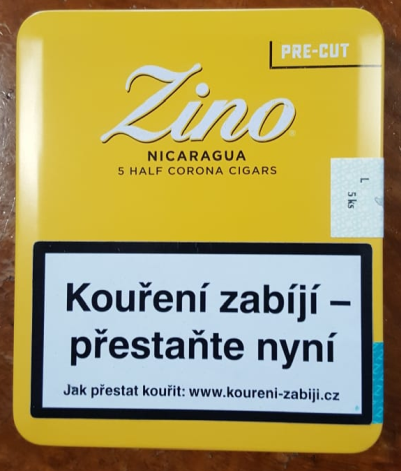 PRE-CUT
Zino
NICARAGUA
5 HALF CORONA CIGARS
L
5 ks
Kouření zabíjí –
přestaňte nyní
Jak přestat kouřit: www.koureni-zabiji.cz